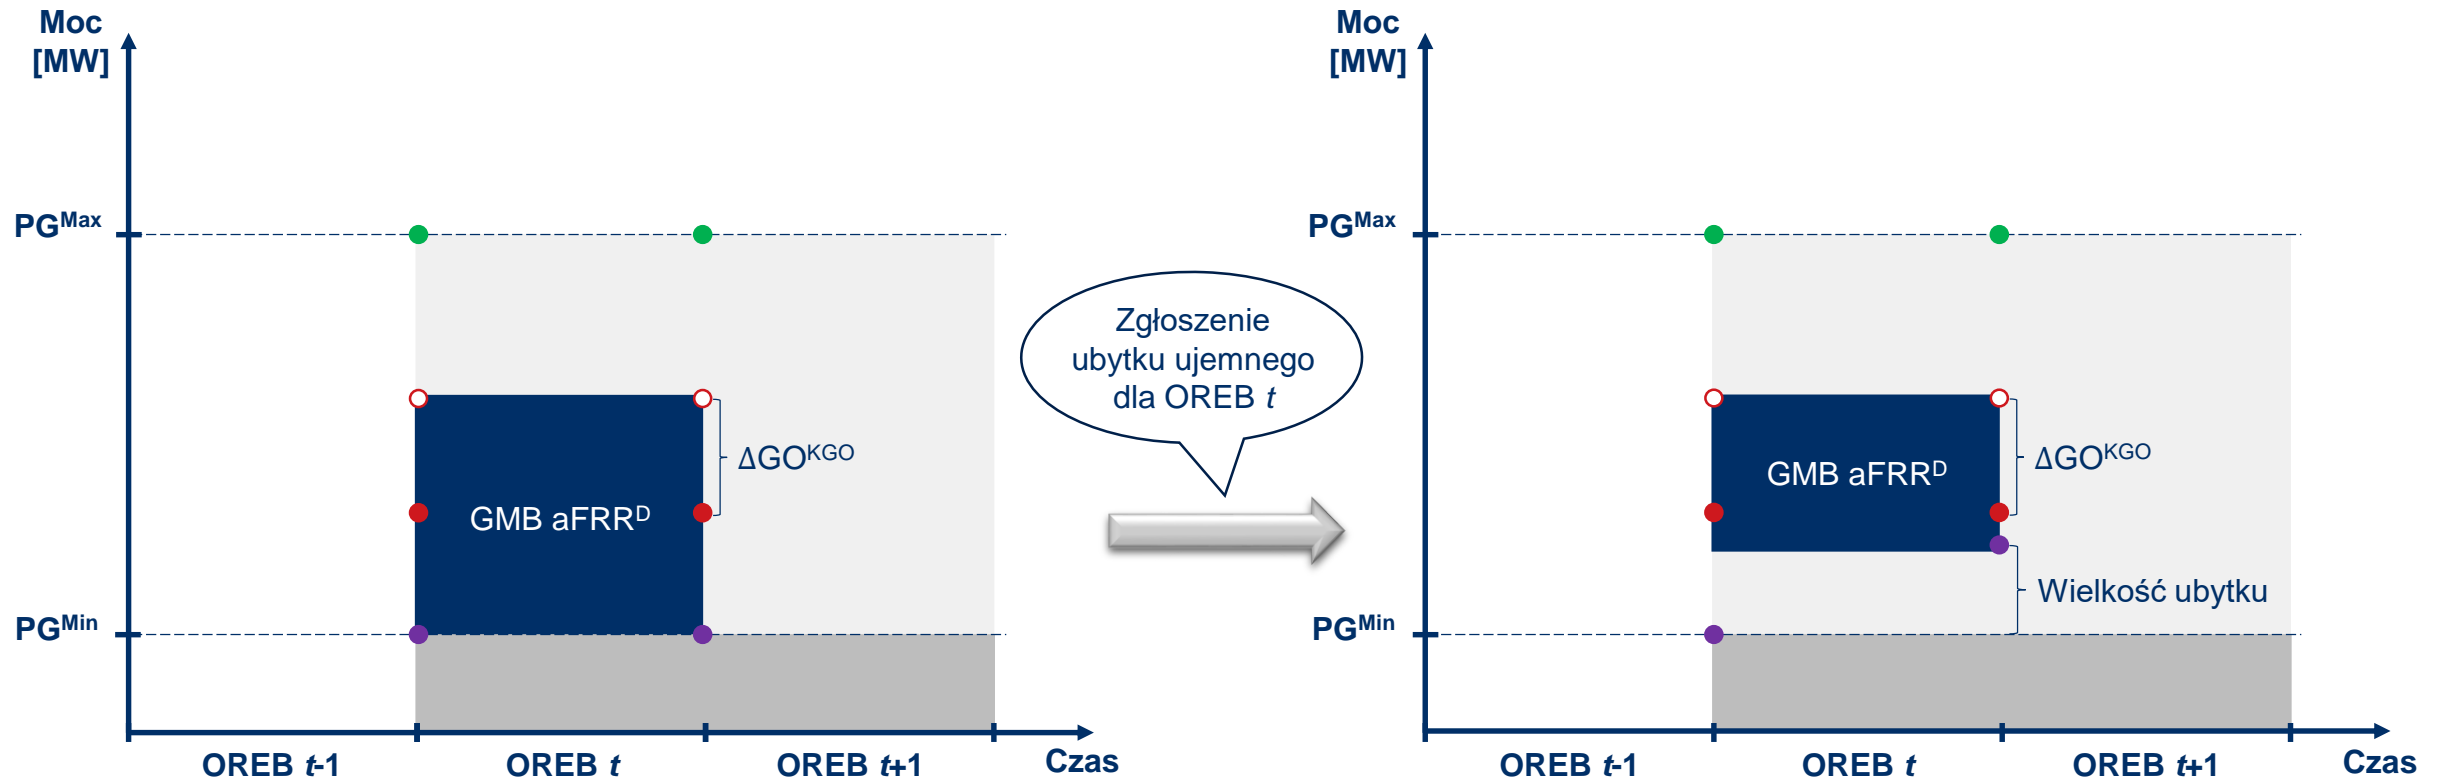 Moc
[MW]
PGMax
ΔGOKGO
GMB aFRRD
PGMin
OREB t-1
OREB t
OREB t+1
Czas
Zgłoszenie
ubytku ujemnego
dla OREB t
Moc
[MW]
PGMax
ΔGOKGO
GMB aFRRD
Wielkość ubytku
PGMin
OREB t-1
OREB t
OREB t+1
Czas